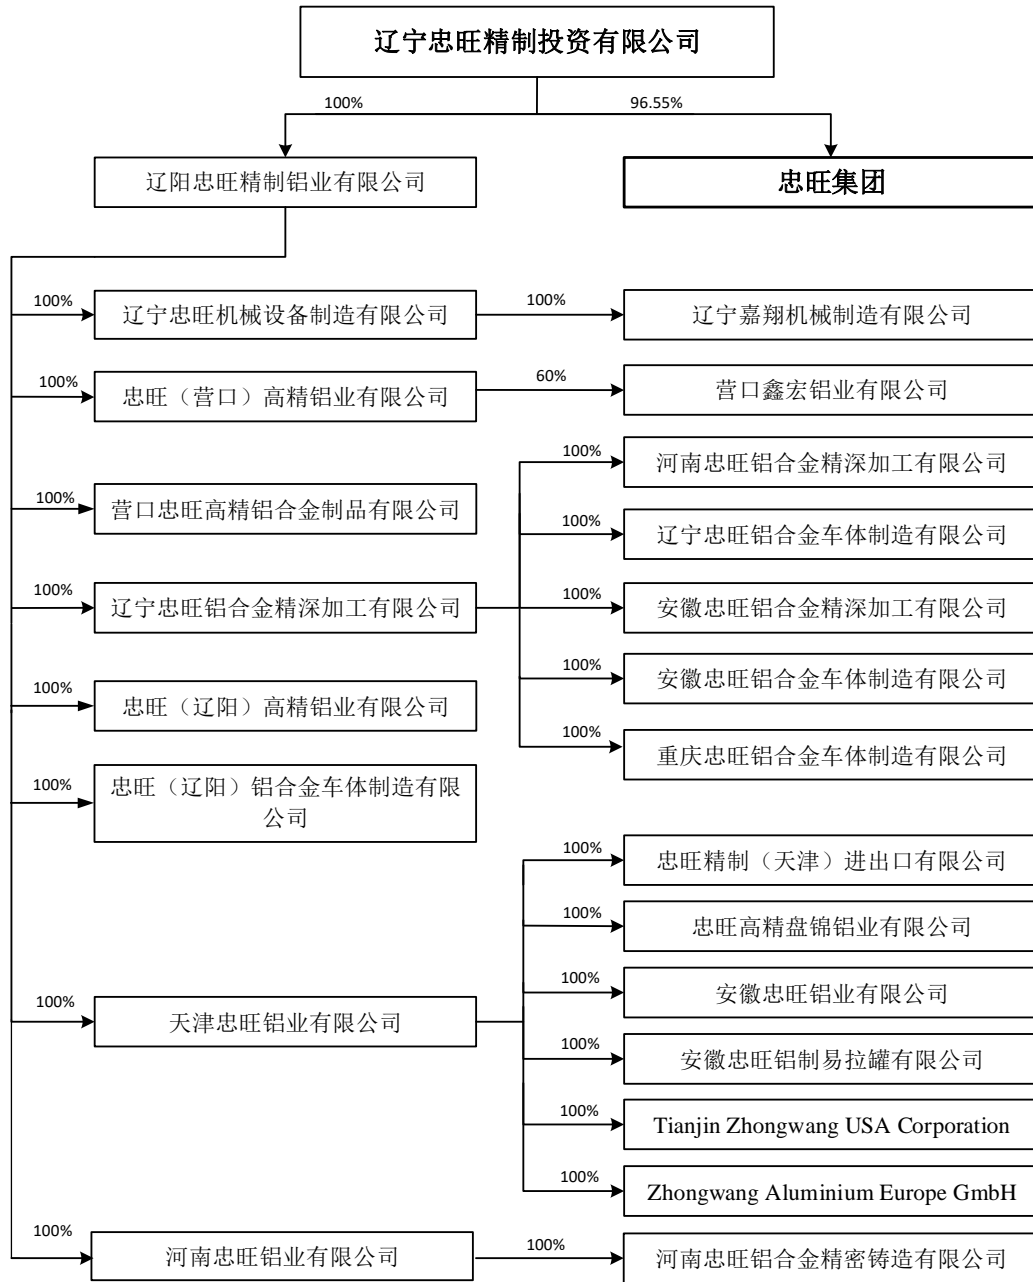 辽宁忠旺精制投资有限公司
100%
96.55%
辽阳忠旺精制铝业有限公司
忠旺集团
100%
辽宁忠旺机械设备制造有限公司
100%
辽宁嘉翔机械制造有限公司
100%
忠旺（营口）高精铝业有限公司
60%
营口鑫宏铝业有限公司
100%
河南忠旺铝合金精深加工有限公司
100%
营口忠旺高精铝合金制品有限公司
100%
辽宁忠旺铝合金车体制造有限公司
100%
辽宁忠旺铝合金精深加工有限公司
100%
安徽忠旺铝合金精深加工有限公司
100%
忠旺（辽阳）高精铝业有限公司
100%
安徽忠旺铝合金车体制造有限公司
100%
重庆忠旺铝合金车体制造有限公司
100%
忠旺（辽阳）铝合金车体制造有限
公司
100%
忠旺精制（天津）进出口有限公司
100%
忠旺高精盘锦铝业有限公司
100%
天津忠旺铝业有限公司
100%
安徽忠旺铝业有限公司
100%
安徽忠旺铝制易拉罐有限公司
100%
Tianjin Zhongwang USA Corporation
100%
Zhongwang Aluminium Europe GmbH
100%
河南忠旺铝业有限公司
100%
河南忠旺铝合金精密铸造有限公司